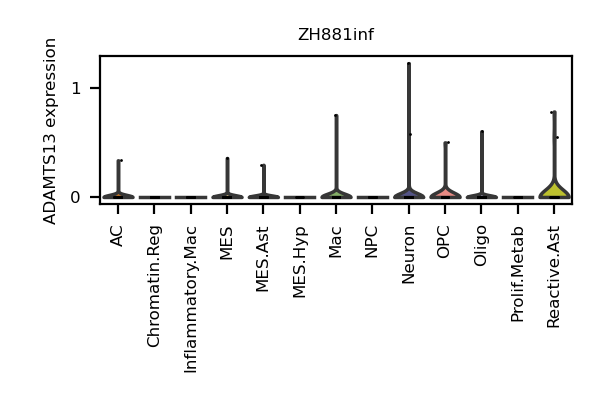 ZH881inf
ADAMTS13 expression
1
0
AC
Chromatin.Reg
Inflammatory.Mac
MES
MES.Ast
MES.Hyp
Mac
NPC
Neuron
OPC
Oligo
Prolif.Metab
Reactive.Ast